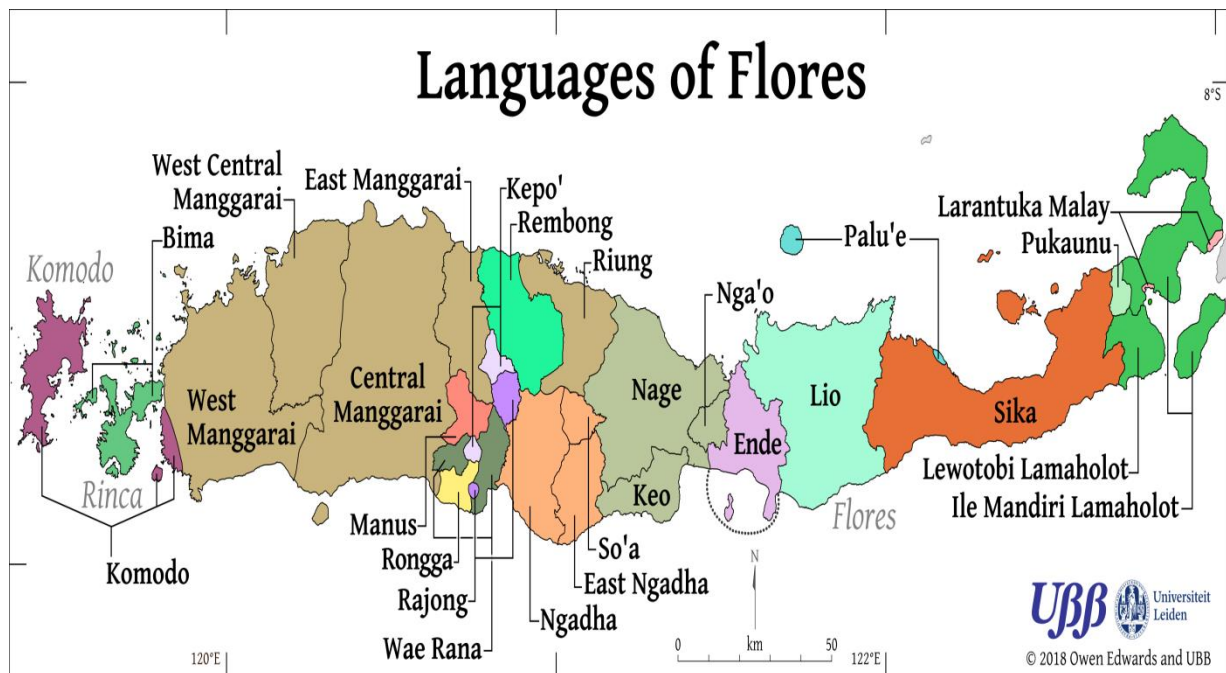 Languages of Flores
8°S
West Central
Manggarai
East Manggarai
Kepo'
Rembong
Bima
Riung
Larantuka Malay
Pukaunu
Palu'e
Komodo
Nga'o
West
Manggarai
Central
Manggarai
Nage
Lio
Ende
Sika
Rinca
Keo
Lewotobi Lamaholot
Ile Mandiri Lamaholot
Flores
Manus
Rongga
Rajong
Wae Rana
So'a
East Ngadha
Ngadha
Komodo
N
km
0 50
120°E
122°E
UBB
Universiteit
Leiden
© 2018 Owen Edwards and UBB